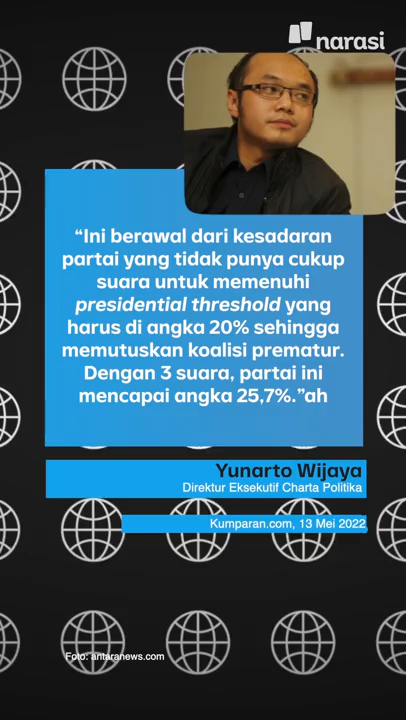 narasi
“Ini berawal dari kesadaran
partai yang tidak punya cukup
suara untuk memenuhi
presidential threshold yang
harus di angka 20% sehingga
memutuskan koalisi prematur.
Dengan 3 suara, partai ini
mencapai angka 25,7%.”ah
Yunarto Wijaya
Direktur Eksekutif Charta Politika
Kumparan.com, 13 Mei 2022
Foto: antaranews.com